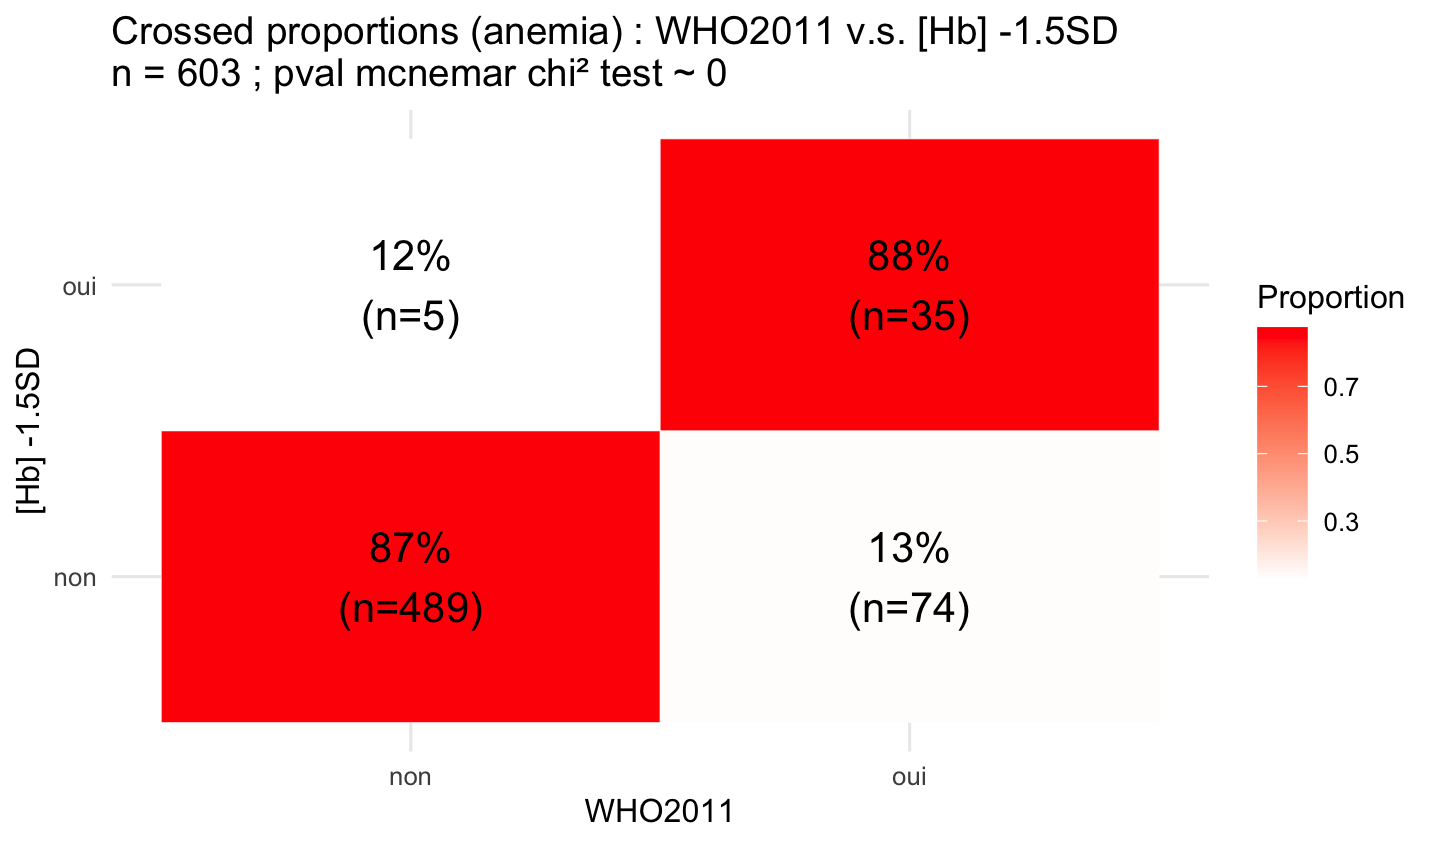 Crossed proportions (anemia) : WHO2011 v.s. [Hb] -1.5SD
n = 603 ; pval mcnemar chi² test ~ 0
12%
(n=5)
88%
(n=35)
87%
(n=489)
13%
(n=74)
oui
non
[Hb] -1.5SD
non
oui
WHO2011
Proportion
0.7
0.5
0.3